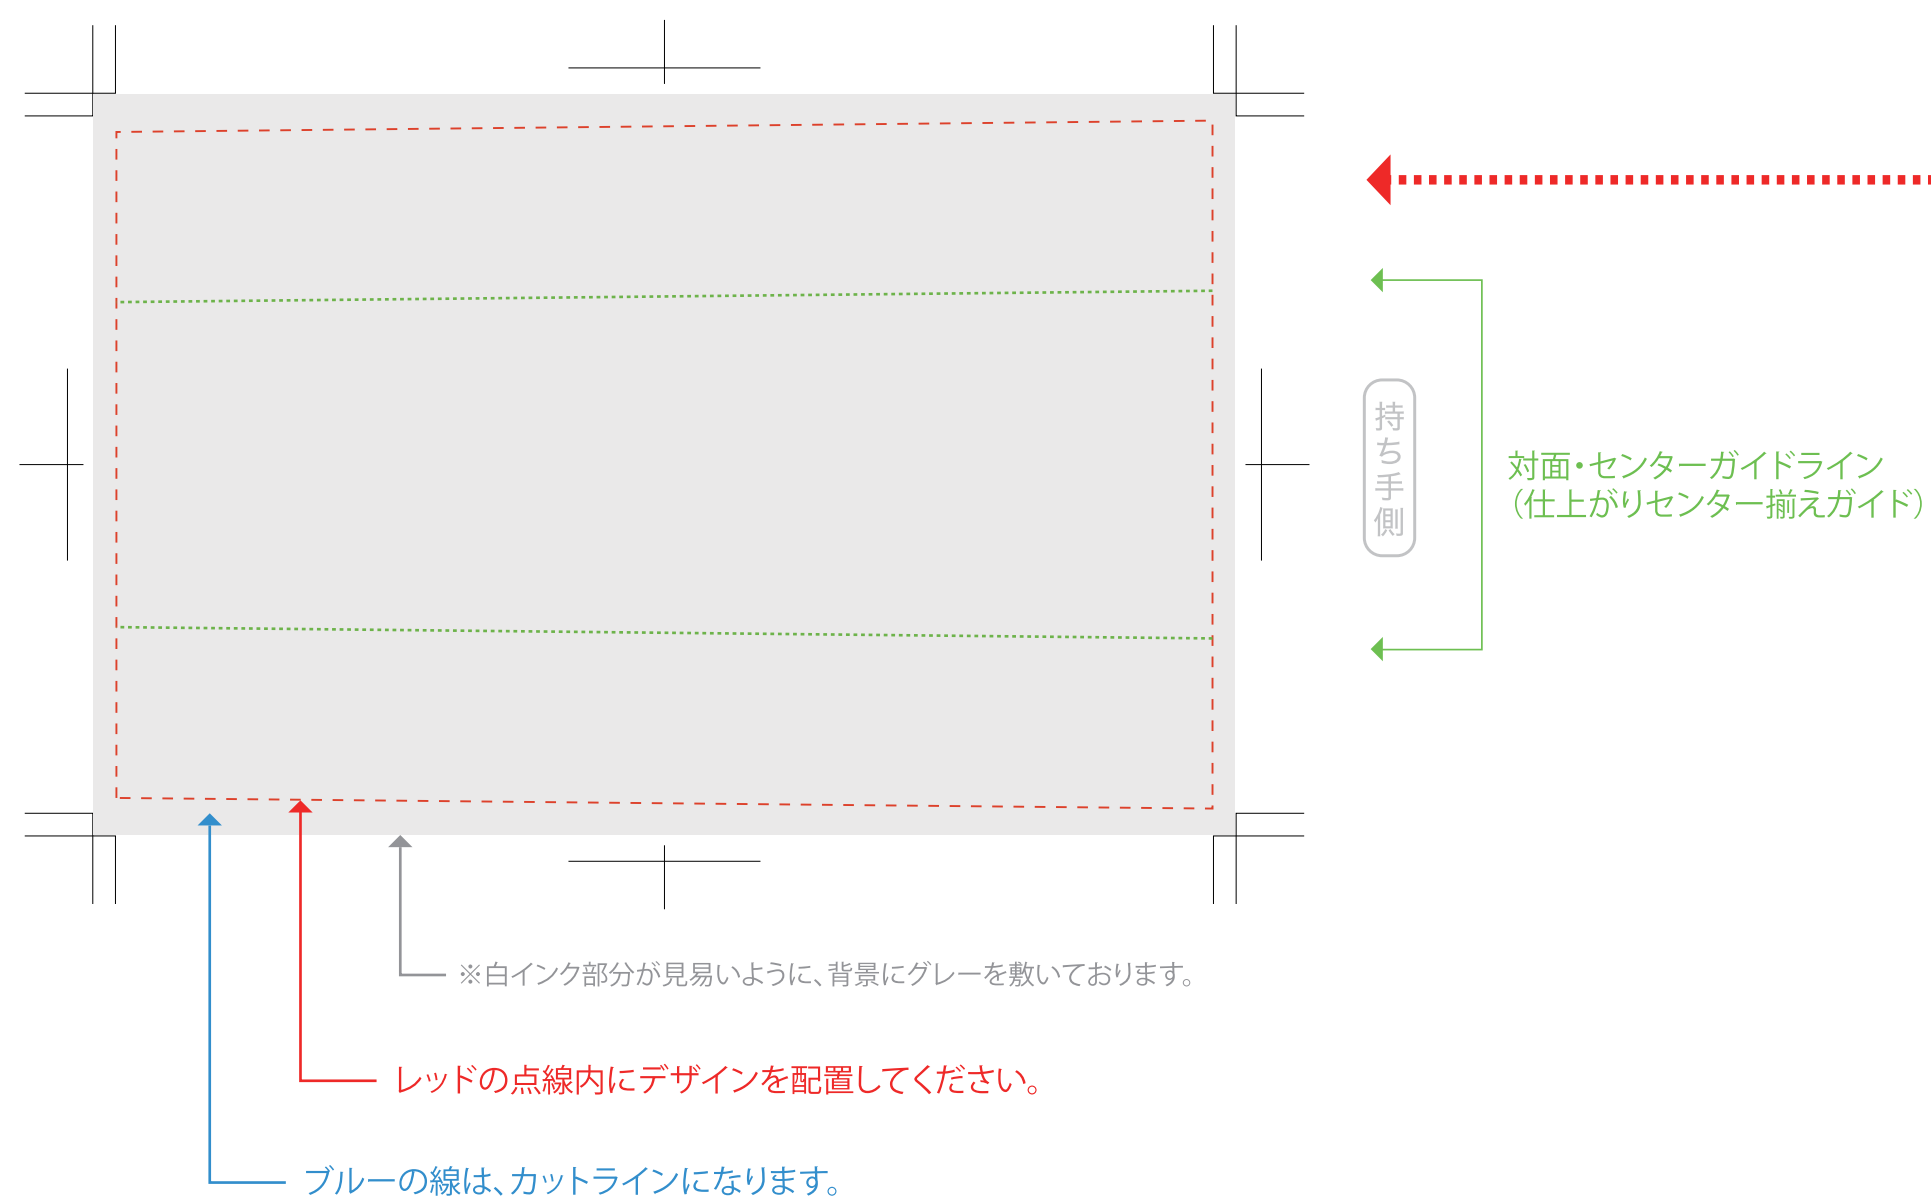 持ち手側
対面・センターガイドライン
（仕上がりセンター揃えガイド）
※白インク部分が見易いように、背景にグレーを敷いております。
レッドの点線内にデザインを配置してください。
ブルーの線は、カットラインになります。